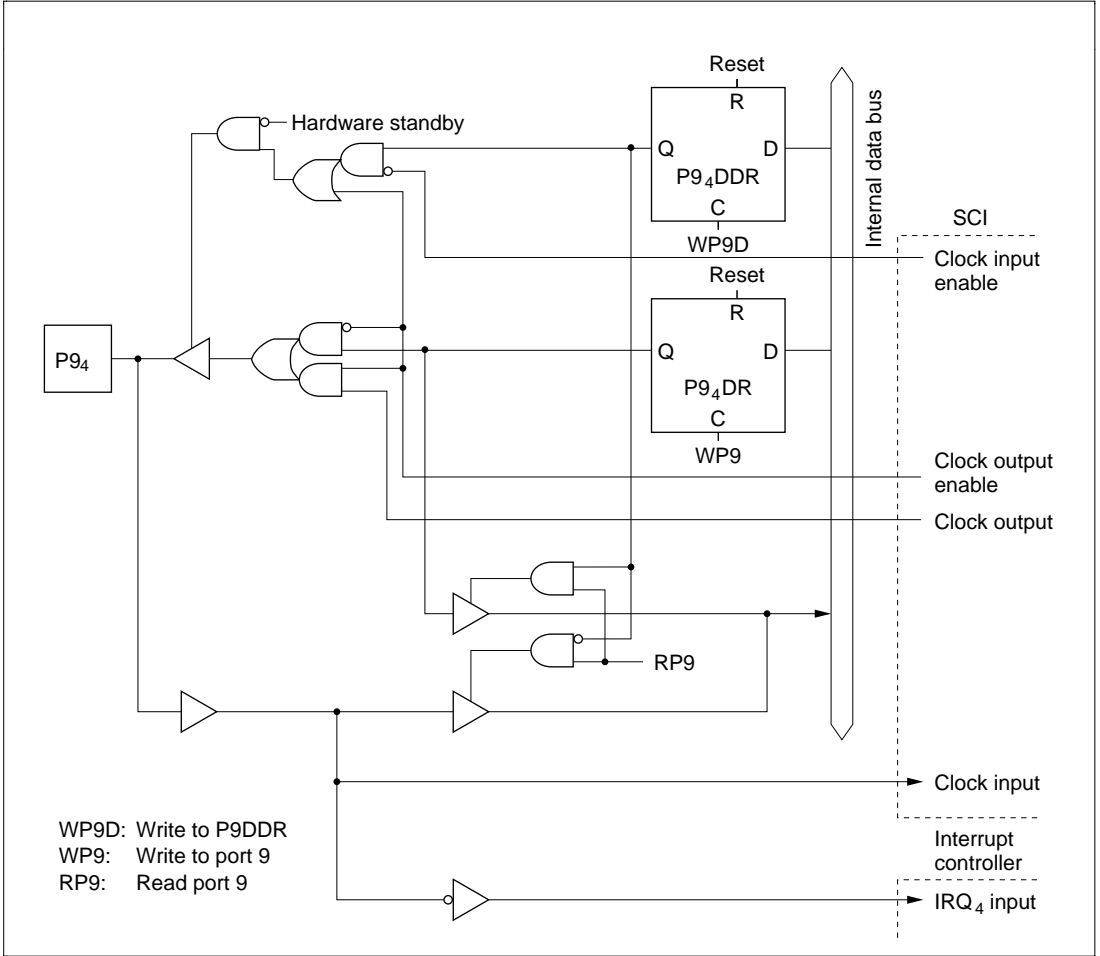 Reset
R
Hardware standby
Q
D
P9₄DDR
C
WP9D
Internal data bus
SCI
Clock input
enable
Reset
R
P9₄
Q
D
P9₄DR
C
WP9
Clock output
enable
Clock output
RP9
Clock input
WP9D: Write to P9DDR
WP9: Write to port 9
RP9: Read port 9
Interrupt
controller
IRQ₄ input